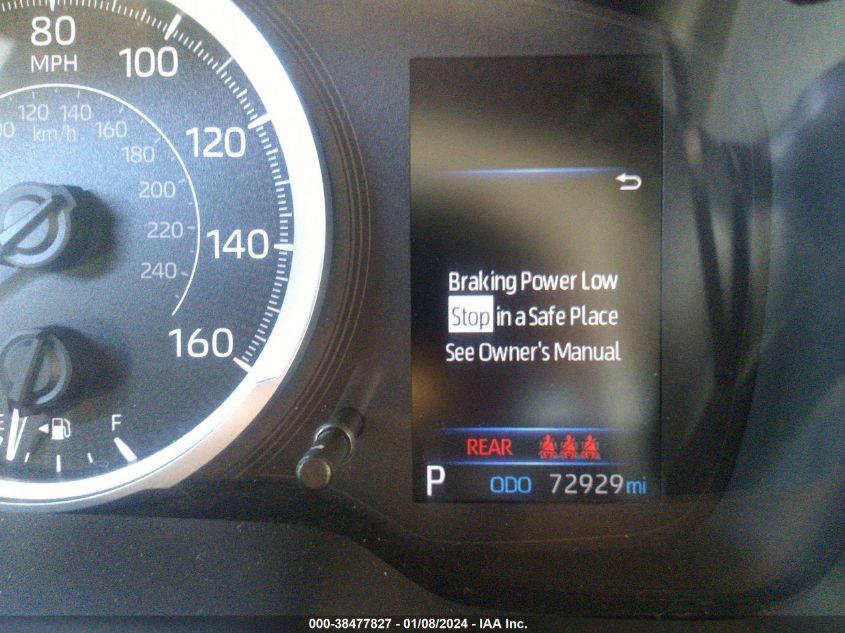 80
MPH
100
120
140
160
120 140 160
km/h
180
200
220
240
160
E
F
Braking Power Low
Stop in a Safe Place
See Owner's Manual
REAR
P ODO 72929 mi
000-38477827 - 01/08/2024 - IAA Inc.